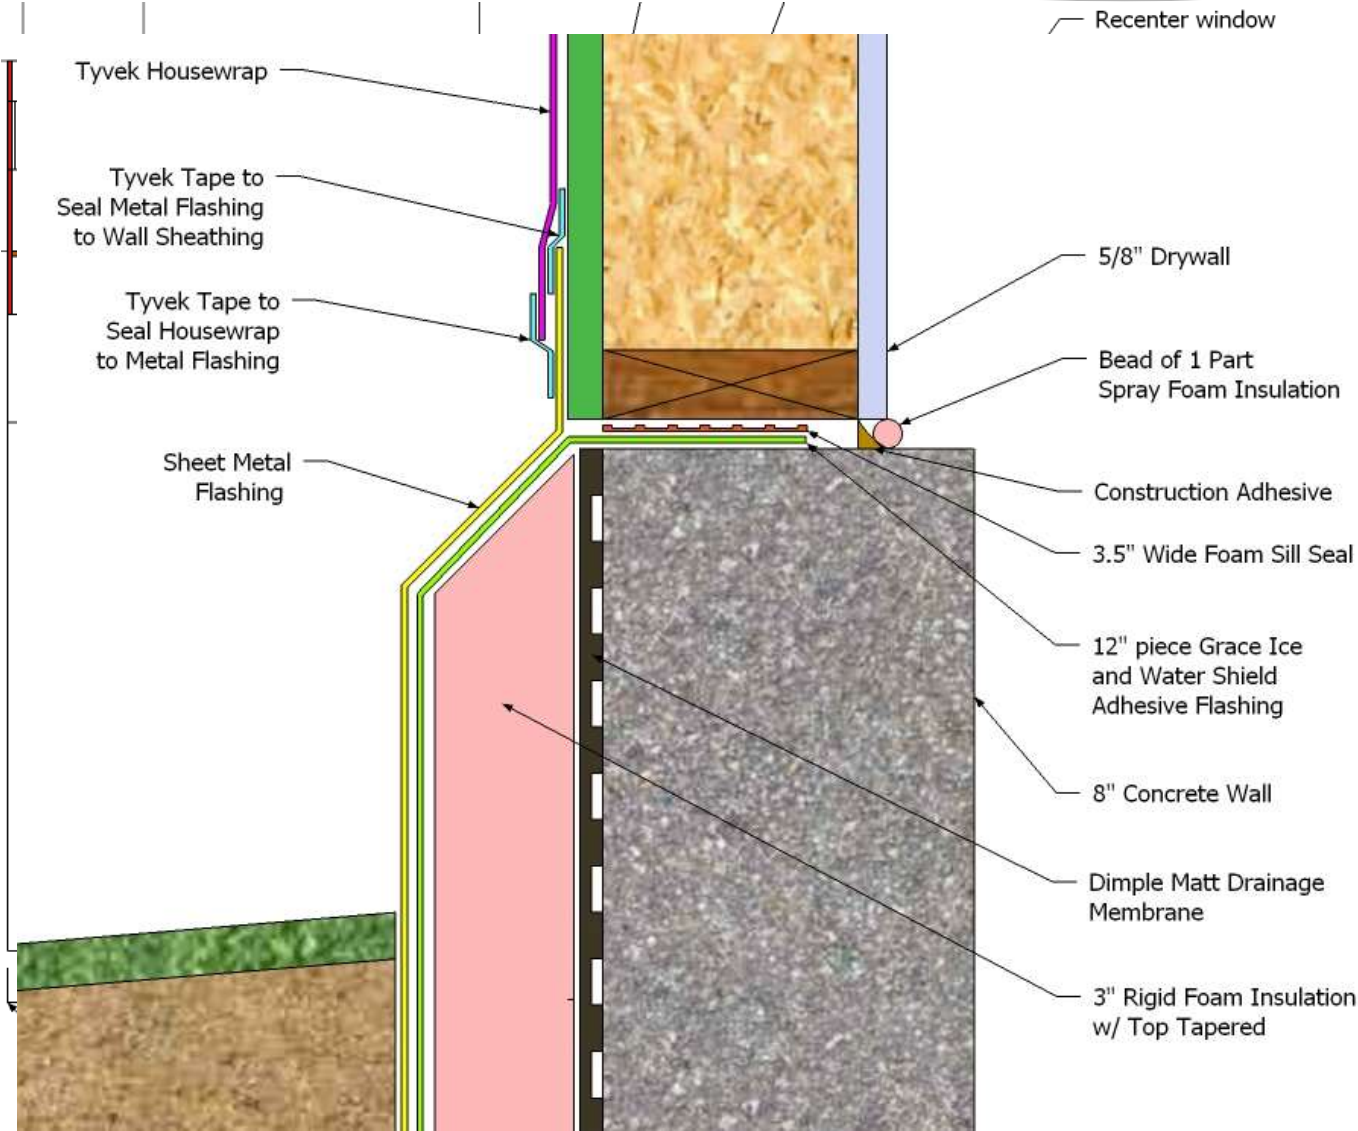 Recenter window
Tyvek Housewrap
Tyvek Tape to
Seal Metal Flashing
to Wall Sheathing
Tyvek Tape to
Seal Housewrap
to Metal Flashing
Sheet Metal
Flashing
5/8" Drywall
Bead of 1 Part
Spray Foam Insulation
Construction Adhesive
3.5" Wide Foam Sill Seal
12" piece Grace Ice
and Water Shield
Adhesive Flashing
8" Concrete Wall
Dimple Matt Drainage
Membrane
3" Rigid Foam Insulation
w/ Top Tapered